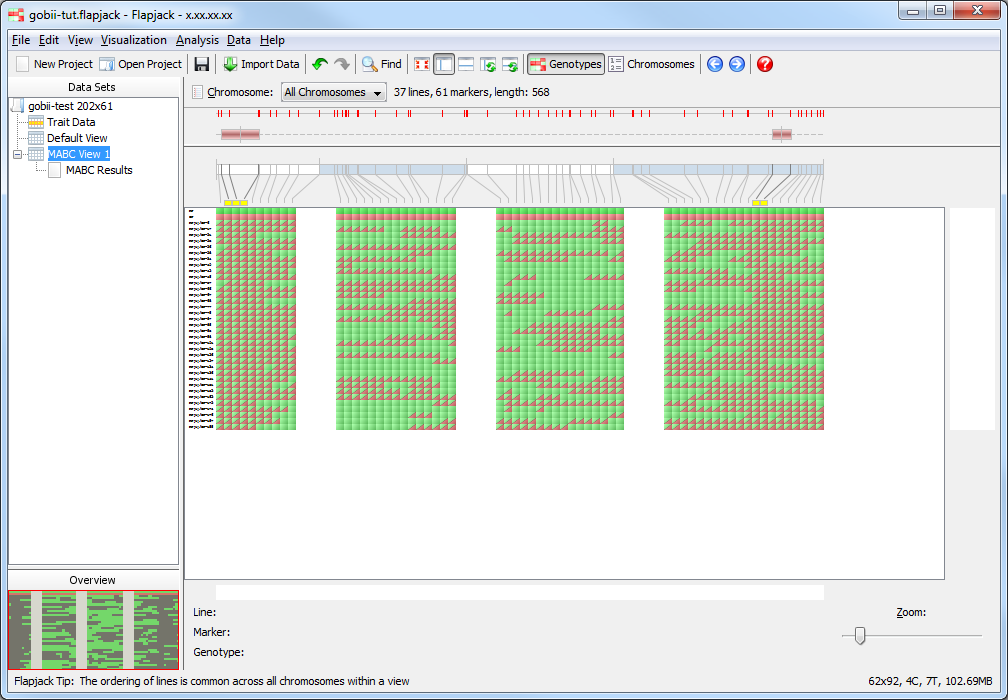 gobii-tut.flapjack - Flapjack - x.xx.xx.xx
File Edit View Visualization Analysis Data Help
New Project Open Project Import Data Find Genotypes Chromosomes
Data Sets
Chromosome: All Chromosomes 37 lines, 61 markers, length: 568
gobii-test 202x61
Trait Data
Default View
MABC View 1
MABC Results
Overview
Line:
Zoom:
Marker:
Genotype:
Flapjack Tip: The ordering of lines is common across all chromosomes within a view
62x92, 4C, 7T, 102.69MB